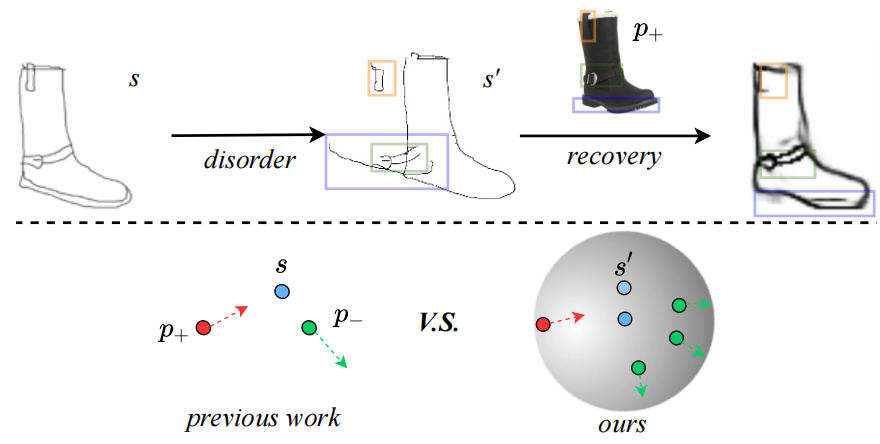 s
disorder
s′
p₊
recovery
s
p₊
p₋
V.S.
s′
previous work
ours